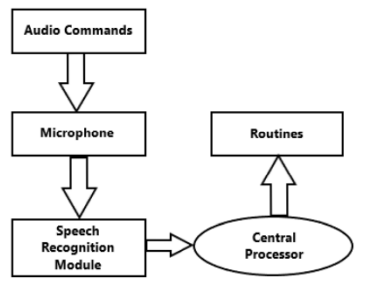 Audio Commands
Microphone
Routines
Speech
Recognition
Module
Central
Processor